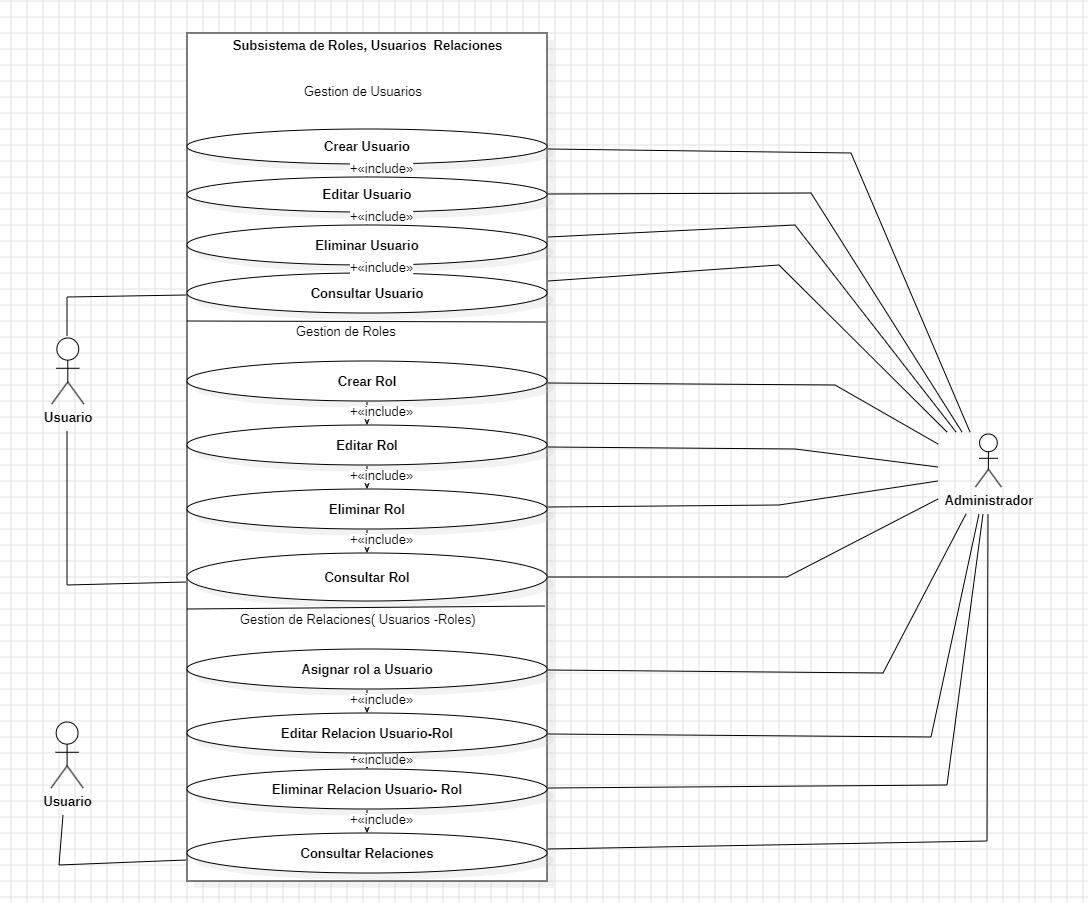 Subsistema de Roles, Usuarios  Relaciones
Gestion de Usuarios
Crear Usuario
+«include»
Editar Usuario
+«include»
Eliminar Usuario
+«include»
Consultar Usuario
Gestion de Roles
Crear Rol
+«include»
Usuario
Editar Rol
+«include»
Administrador
Eliminar Rol
+«include»
Consultar Rol
Gestion de Relaciones( Usuarios -Roles)
Asignar rol a Usuario
+«include»
Editar Relacion Usuario-Rol
+«include»
Eliminar Relacion Usuario- Rol
Usuario
+«include»
Consultar Relaciones